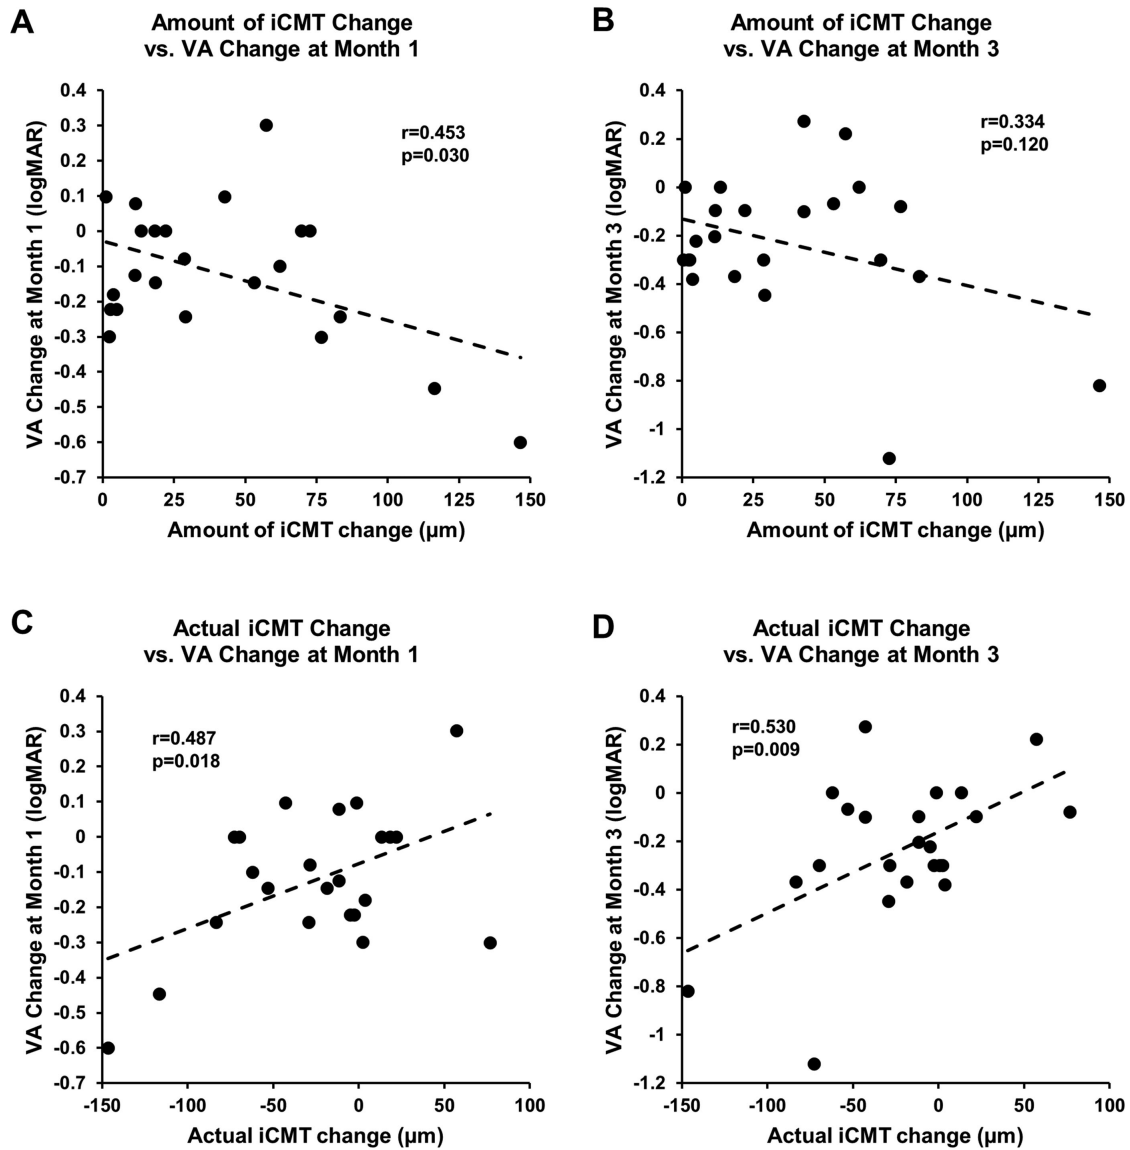 A
Amount of iCMT Change
vs. VA Change at Month 1
VA Change at Month 1 (logMAR)
0.4
0.3
0.2
0.1
0
-0.1
-0.2
-0.3
-0.4
-0.5
-0.6
-0.7
r=0.453
p=0.030
0 25 50 75 100 125 150
Amount of iCMT change (µm)
B
Amount of iCMT Change
vs. VA Change at Month 3
VA Change at Month 3 (logMAR)
0.4
0.2
0
-0.2
-0.4
-0.6
-0.8
-1
-1.2
r=0.334
p=0.120
0 25 50 75 100 125 150
Amount of iCMT change (µm)
C
Actual iCMT Change
vs. VA Change at Month 1
VA Change at Month 1 (logMAR)
0.4
0.3
0.2
0.1
0
-0.1
-0.2
-0.3
-0.4
-0.5
-0.6
-0.7
r=0.487
p=0.018
-150 -100 -50 0 50 100
Actual iCMT change (µm)
D
Actual iCMT Change
vs. VA Change at Month 3
VA Change at Month 3 (logMAR)
0.4
0.2
0
-0.2
-0.4
-0.6
-0.8
-1
-1.2
r=0.530
p=0.009
-150 -100 -50 0 50 100
Actual iCMT change (µm)